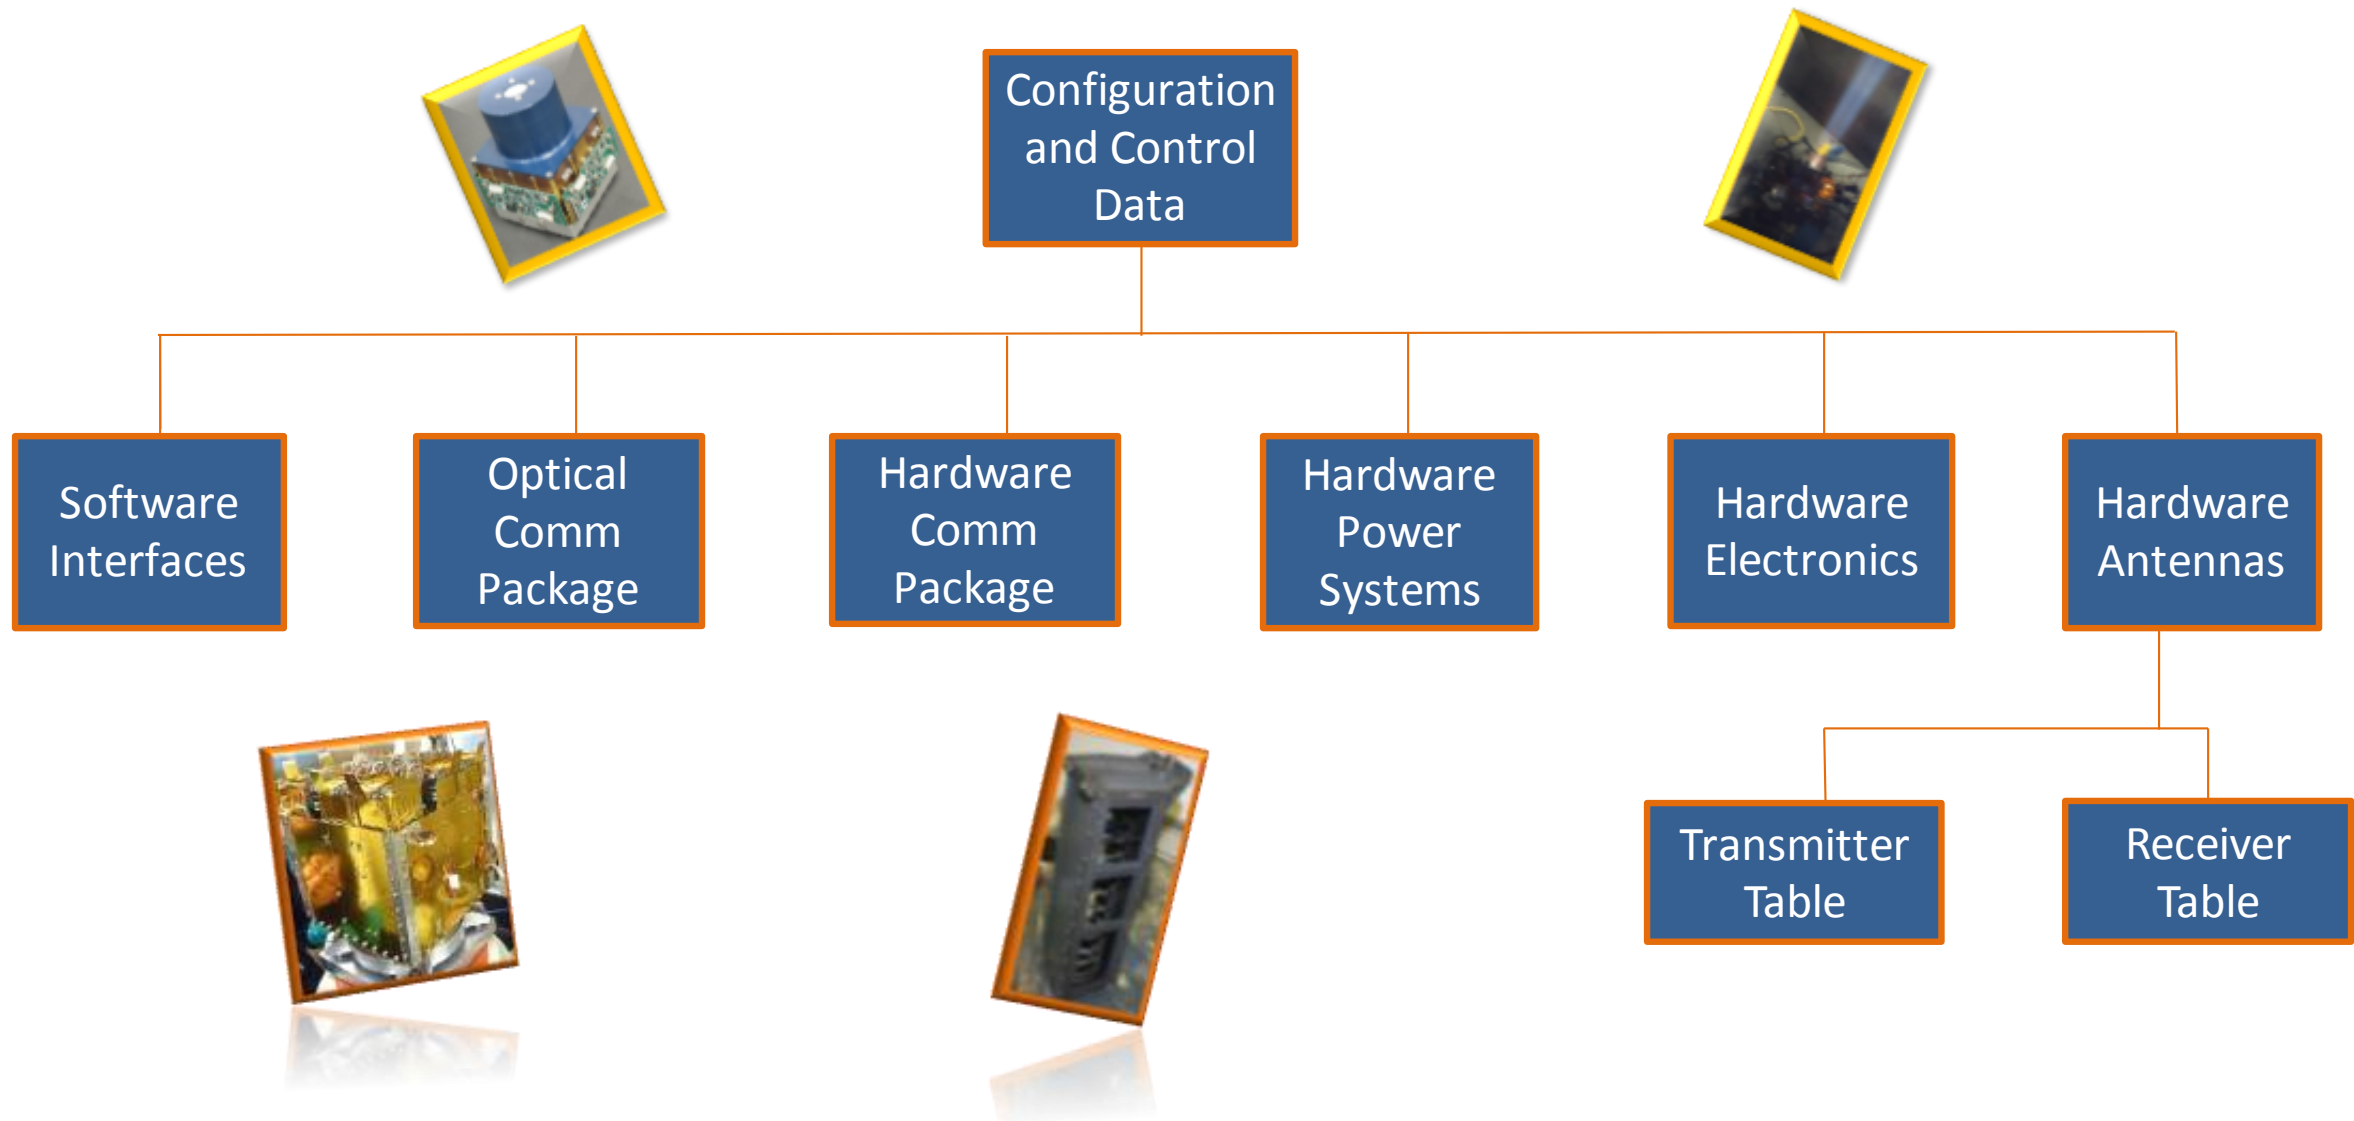 Configuration
and Control
Data
Software
Interfaces
Optical
Comm
Package
Hardware
Comm
Package
Hardware
Power
Systems
Hardware
Electronics
Hardware
Antennas
Transmitter
Table
Receiver
Table